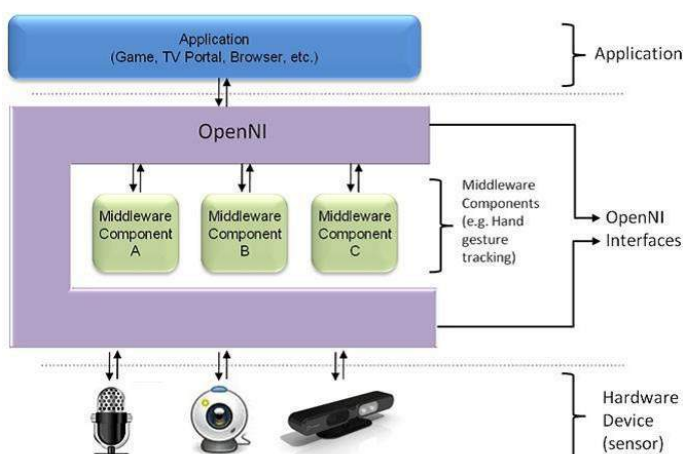 Application
(Game, TV Portal, Browser, etc.)
Application
OpenNI
Middleware
Component
A
Middleware
Component
B
Middleware
Component
C
Middleware
Components
(e.g. Hand
gesture
tracking)
OpenNI
Interfaces
Hardware
Device
(sensor)